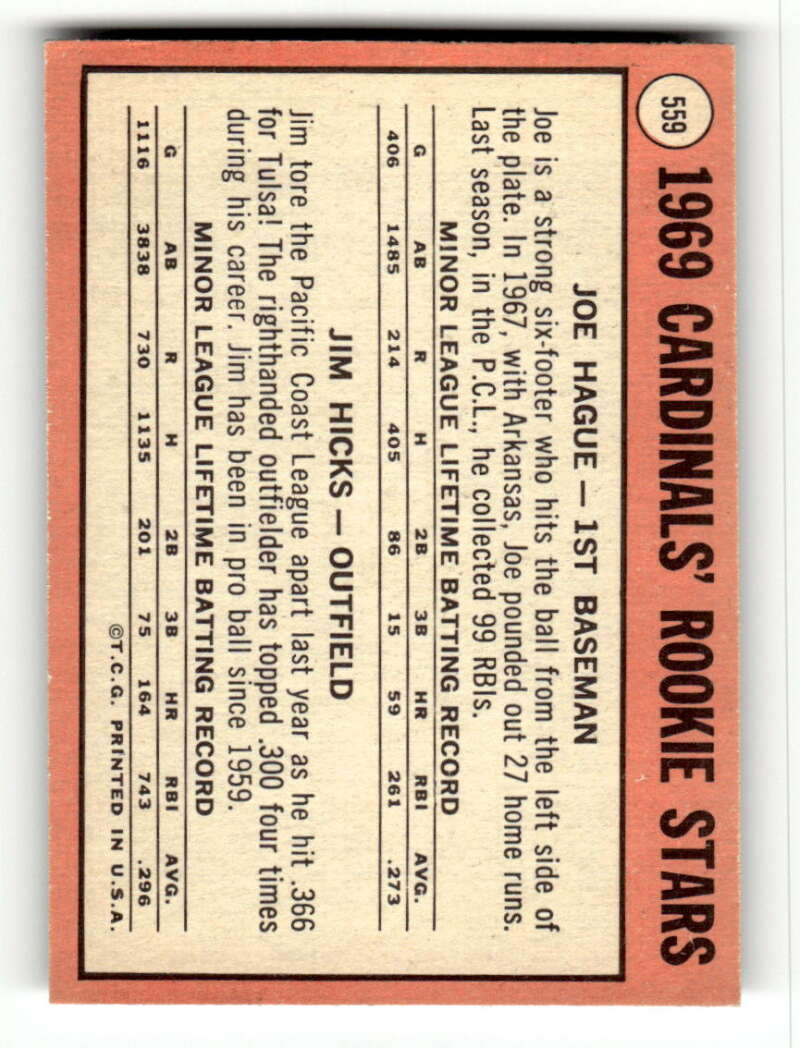 559
1969 CARDINALS' ROOKIE STARS
JOE HAGUE — 1ST BASEMAN
Joe is a strong six-footer who hits the ball from the left side of
the plate. In 1967, with Arkansas, Joe pounded out 27 home runs.
Last season, in the P.C.L., he collected 99 RBIs.
MINOR LEAGUE LIFETIME BATTING RECORD
G AB R H 2B 3B HR RBI AVG.
406 1485 214 405 86 15 59 261 .273
JIM HICKS — OUTFIELD
Jim tore the Pacific Coast League apart last year as he hit .366
for Tulsa! The righthanded outfielder has topped .300 four times
during his career. Jim has been in pro ball since 1959.
MINOR LEAGUE LIFETIME BATTING RECORD
G AB R H 2B 3B HR RBI AVG.
1116 3838 730 1135 201 75 164 743 .296
©T.C.G. PRINTED IN U.S.A.